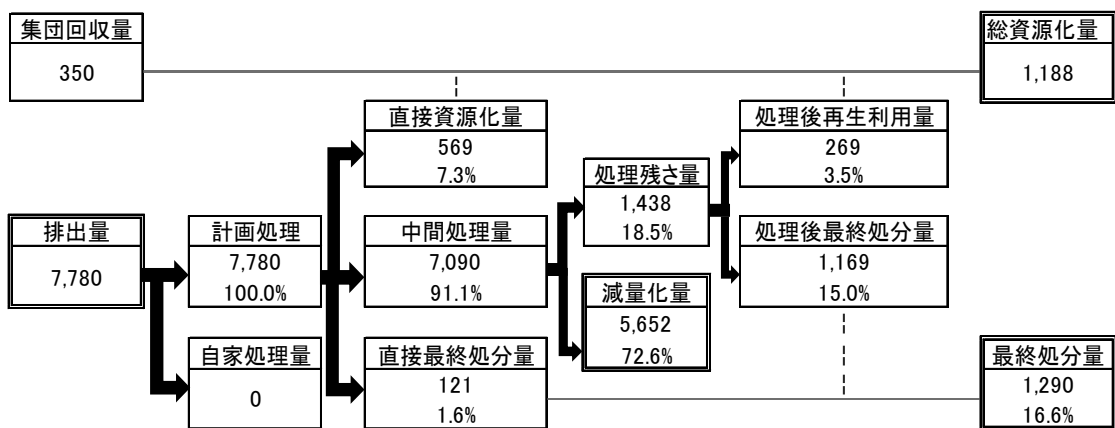 集団回収量
350
総資源化量
1,188
直接資源化量
569
7.3%
処理後再生利用量
269
3.5%
処理残さ量
1,438
18.5%
排出量
7,780
計画処理
7,780
100.0%
中間処理量
7,090
91.1%
処理後最終処分量
1,169
15.0%
減量化量
5,652
72.6%
自家処理量
0
直接最終処分量
121
1.6%
最終処分量
1,290
16.6%